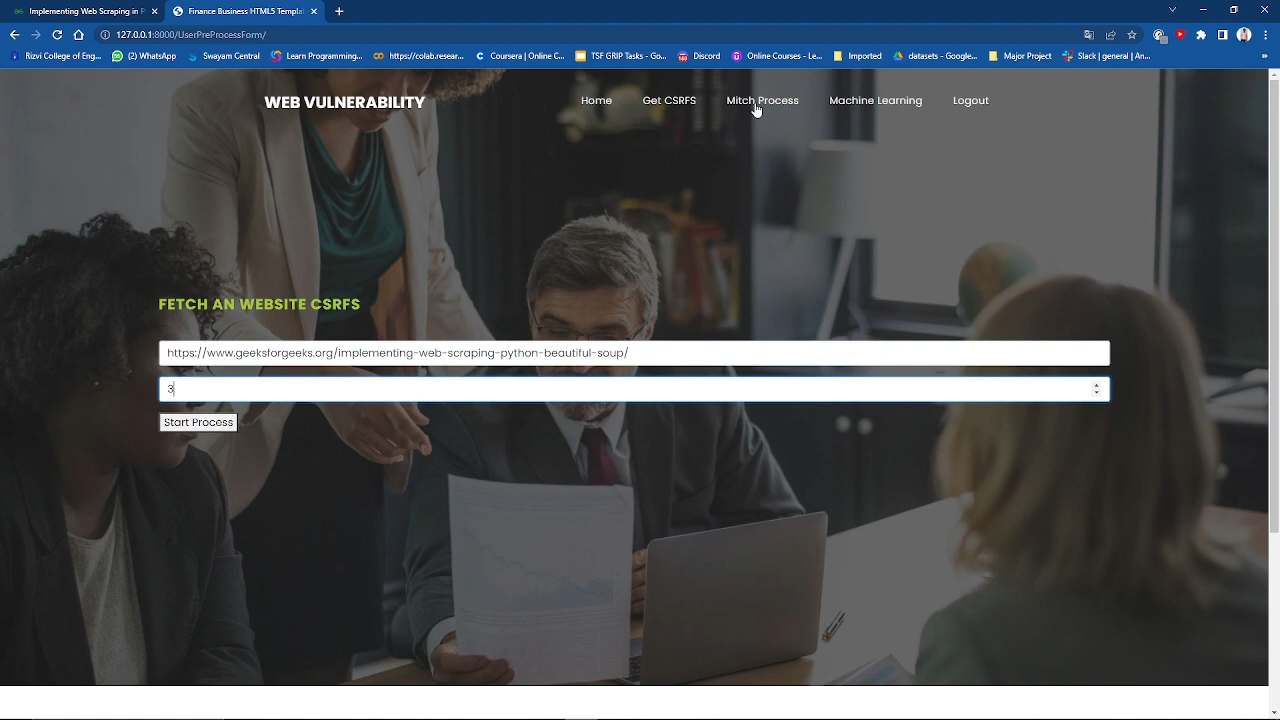 Implementing Web Scraping in P
Finance Business HTML5 Templat
127.0.0.1:8000/UserPreProcessForm/
Rizvi College of Eng...
(2) WhatsApp
Swayam Central
Learn Programming...
https://colab.resear...
Coursera | Online C...
TSF GRIP Tasks - Go...
Discord
Online Courses - Le...
Imported
datasets - Google...
Major Project
Slack | general | An...
»
WEB VULNERABILITY
Home
Get CSRFS
Mitch Process
Machine Learning
Logout
FETCH AN WEBSITE CSRFS
https://www.geeksforgeeks.org/implementing-web-scraping-python-beautiful-soup/
3
Start Process